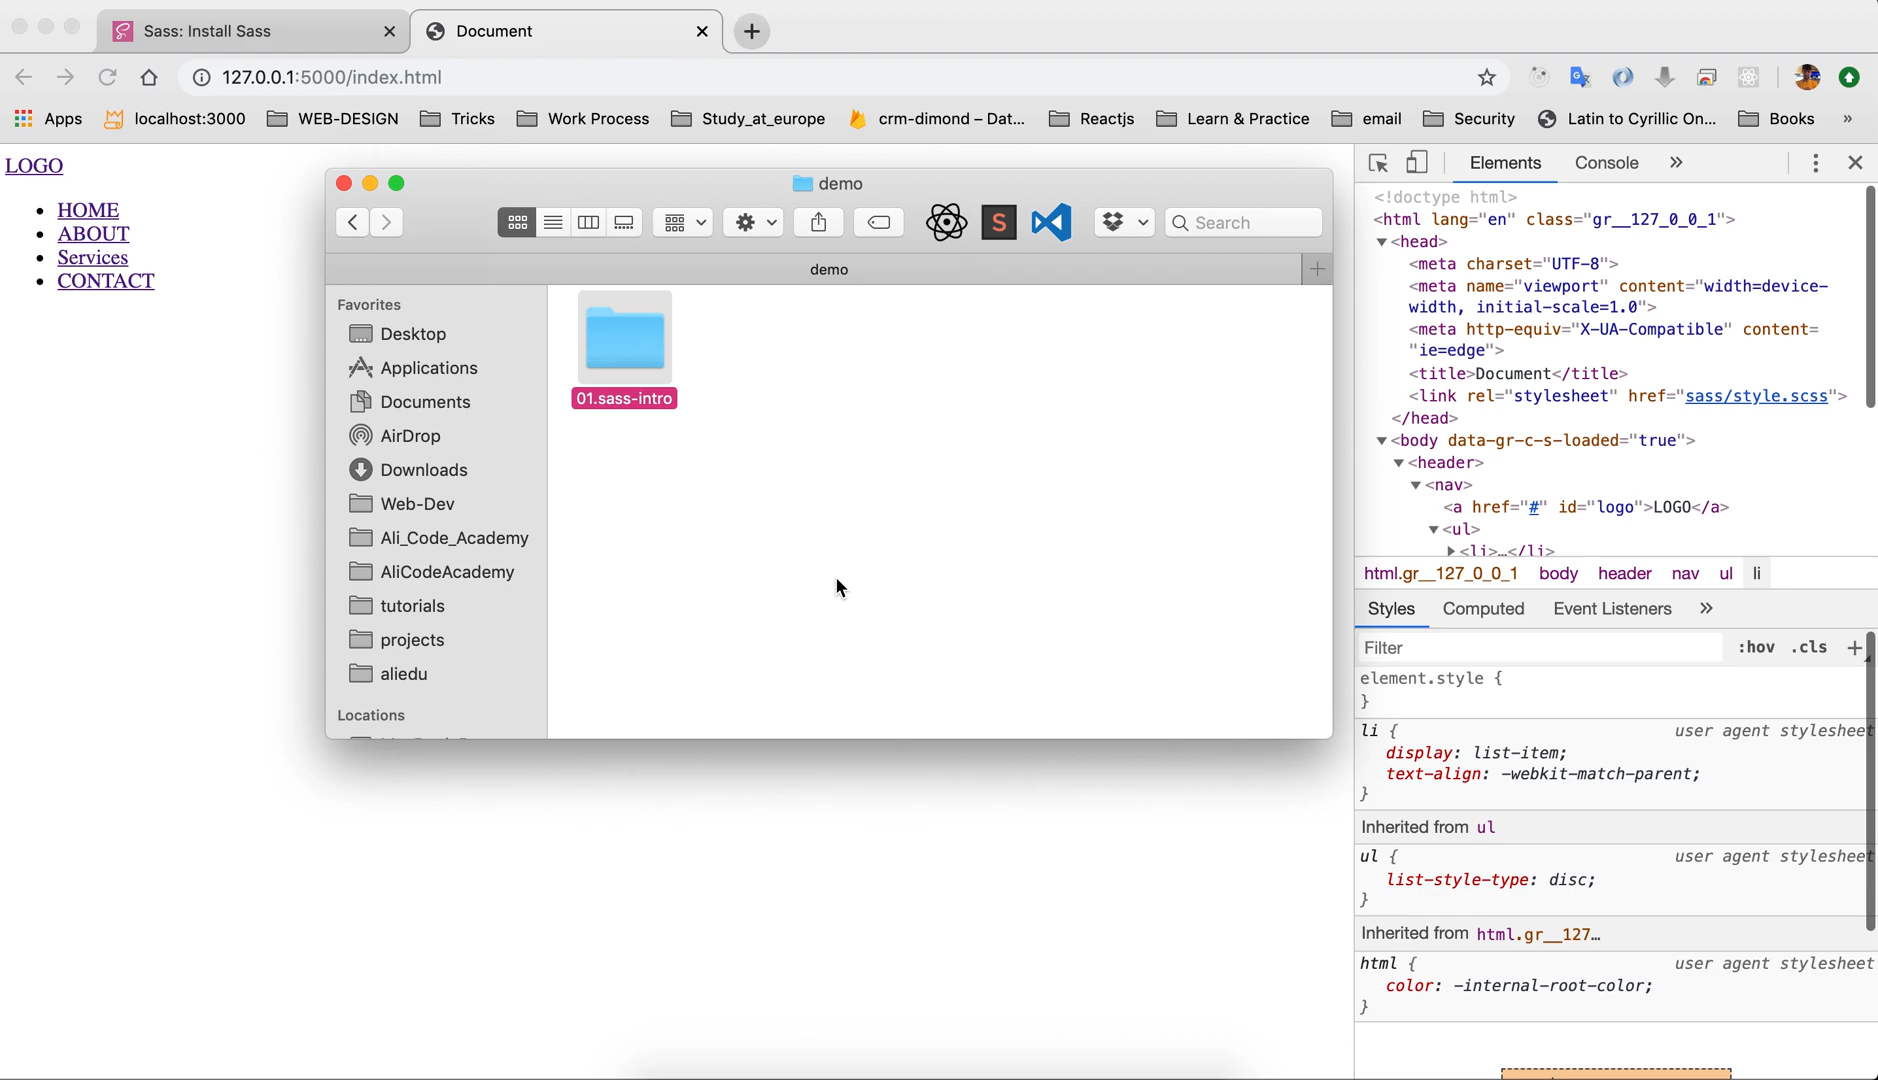 Sass: Install Sass
Document
127.0.0.1:5000/index.html
Apps
localhost:3000
WEB-DESIGN
Tricks
Work Process
Study_at_europe
crm-dimond – Dat...
Reactjs
Learn & Practice
email
Security
Latin to Cyrillic On...
Books
»
LOGO
HOME
ABOUT
Services
CONTACT
demo
S
Search
demo
Favorites
Desktop
Applications
Documents
AirDrop
Downloads
Web-Dev
Ali_Code_Academy
AliCodeAcademy
tutorials
projects
aliedu
Locations
01.sass-intro
Elements
Console
»
<!doctype html>
<html lang="en" class="gr__127_0_0_1">
<head>
<meta charset="UTF-8">
<meta name="viewport" content="width=device-
width, initial-scale=1.0">
<meta http-equiv="X-UA-Compatible" content=
"ie=edge">
<title>Document</title>
<link rel="stylesheet" href="sass/style.scss">
</head>
<body data-gr-c-s-loaded="true">
<header>
<nav>
<a href="#" id="logo">LOGO</a>
<ul>
<li>…</li>
html.gr__127_0_0_1 body header nav ul li
Styles
Computed
Event Listeners
»
Filter
:hov .cls +
element.style {
}
li { user agent stylesheet
display: list-item;
text-align: -webkit-match-parent;
}
Inherited from ul
ul { user agent stylesheet
list-style-type: disc;
}
Inherited from html.gr__127…
html { user agent stylesheet
color: -internal-root-color;
}